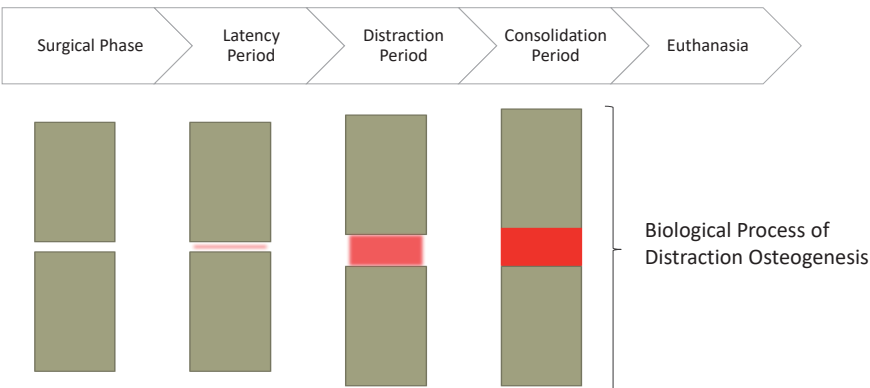 Surgical Phase
Latency
Period
Distraction
Period
Consolidation
Period
Euthanasia
Biological Process of
Distraction Osteogenesis